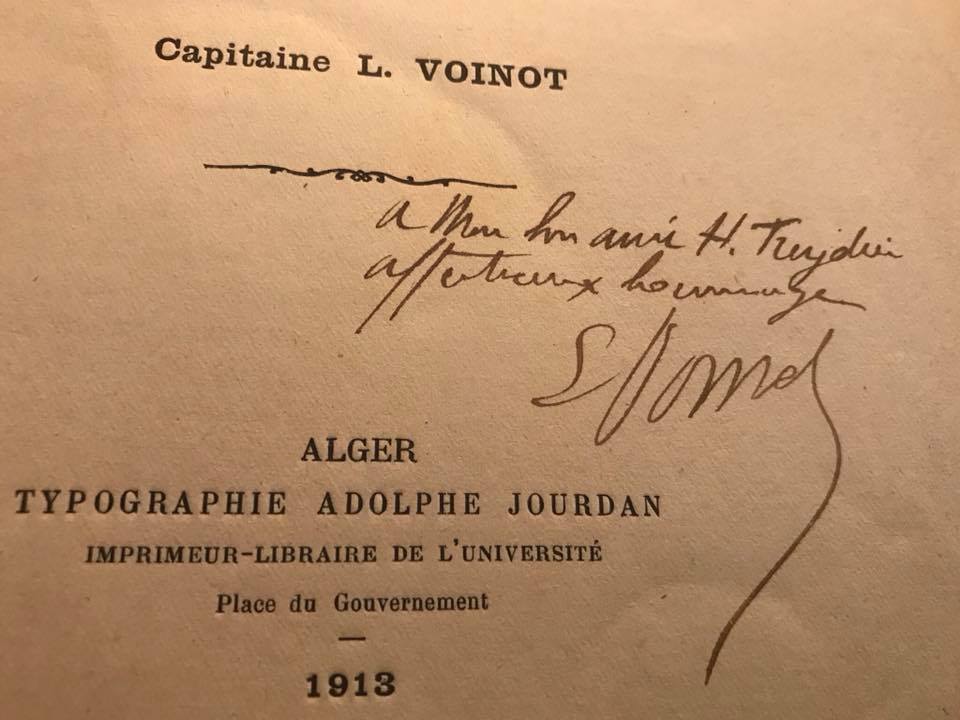 Capitaine L. VOINOT
a Mon bon ami H.
affectueux hommage
L Voinot
ALGER
TYPOGRAPHIE ADOLPHE JOURDAN
IMPRIMEUR-LIBRAIRE DE L'UNIVERSITÉ
Place du Gouvernement
1913